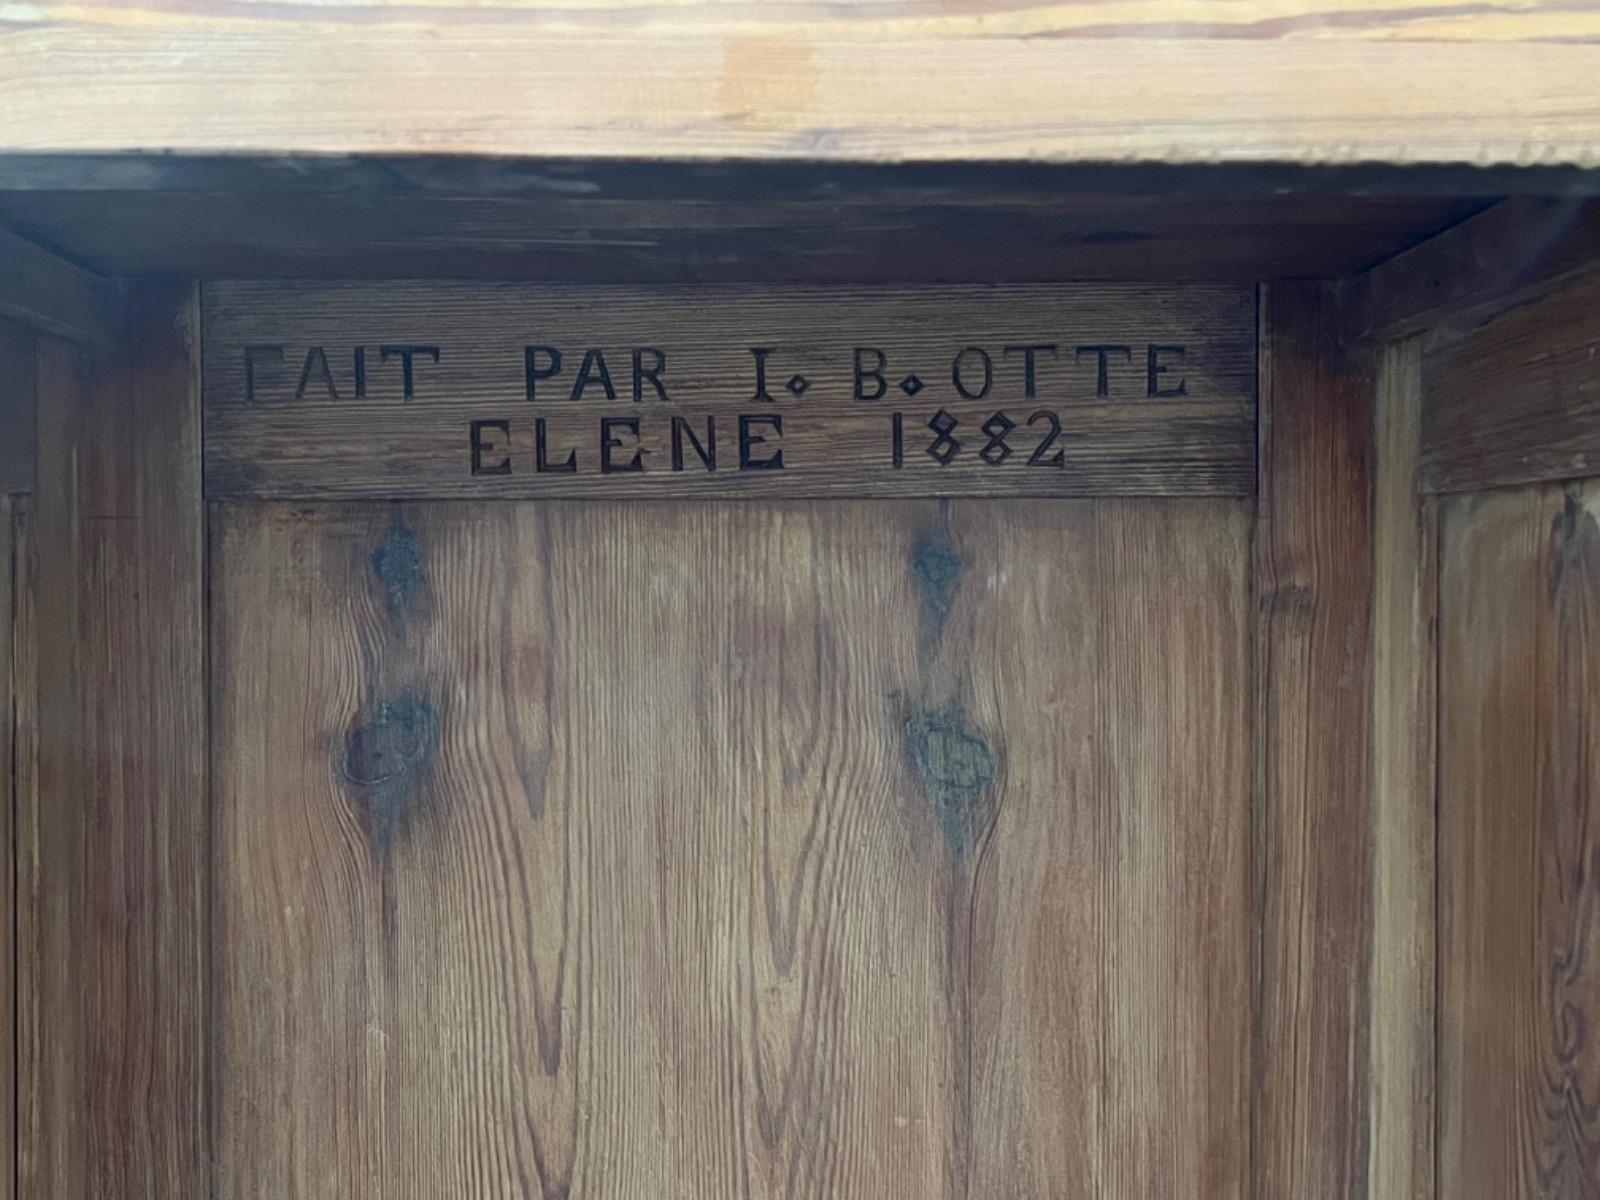 FAIT PAR I. B. OTTE
ELENE 1882